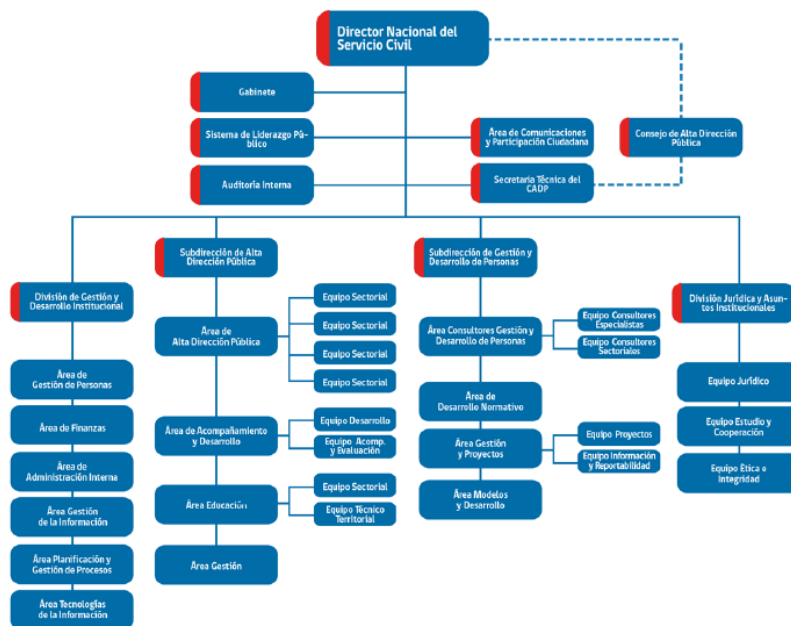 Director Nacional del
Servicio Civil
Gabinete
Sistema de Liderazgo Pú-
blico
Área de Comunicaciones
y Participación Ciudadana
Consejo de Alta Dirección
Pública
Auditoría Interna
Secretaria Técnica del
CADP
División de Gestión y
Desarrollo Institucional
Área de
Gestión de Personas
Área de Finanzas
Área de
Administración Interna
Área Gestión
de la Información
Área Planificación y
Gestión de Procesos
Área Tecnologías
de la Información
Subdirección de Alta
Dirección Pública
Área de
Alta Dirección Pública
Equipo Sectorial
Equipo Sectorial
Equipo Sectorial
Equipo Sectorial
Área de Acompañamiento
y Desarrollo
Equipo Desarrollo
Equipo Acomp.
y Evaluación
Área Educación
Equipo Sectorial
Equipo Técnico
Territorial
Área Gestión
Subdirección de Gestión y
Desarrollo de Personas
Área Consultores Gestión y
Desarrollo de Personas
Equipo Consultores
Especialistas
Equipo Consultores
Sectoriales
Área de
Desarrollo Normativo
Área Gestión
y Proyectos
Equipo Proyectos
Equipo Información
y Reportabilidad
Área Modelos
y Desarrollo
División Jurídica y Asun-
tos Institucionales
Equipo Jurídico
Equipo Estudio y
Cooperación
Equipo Etica e
Integridad